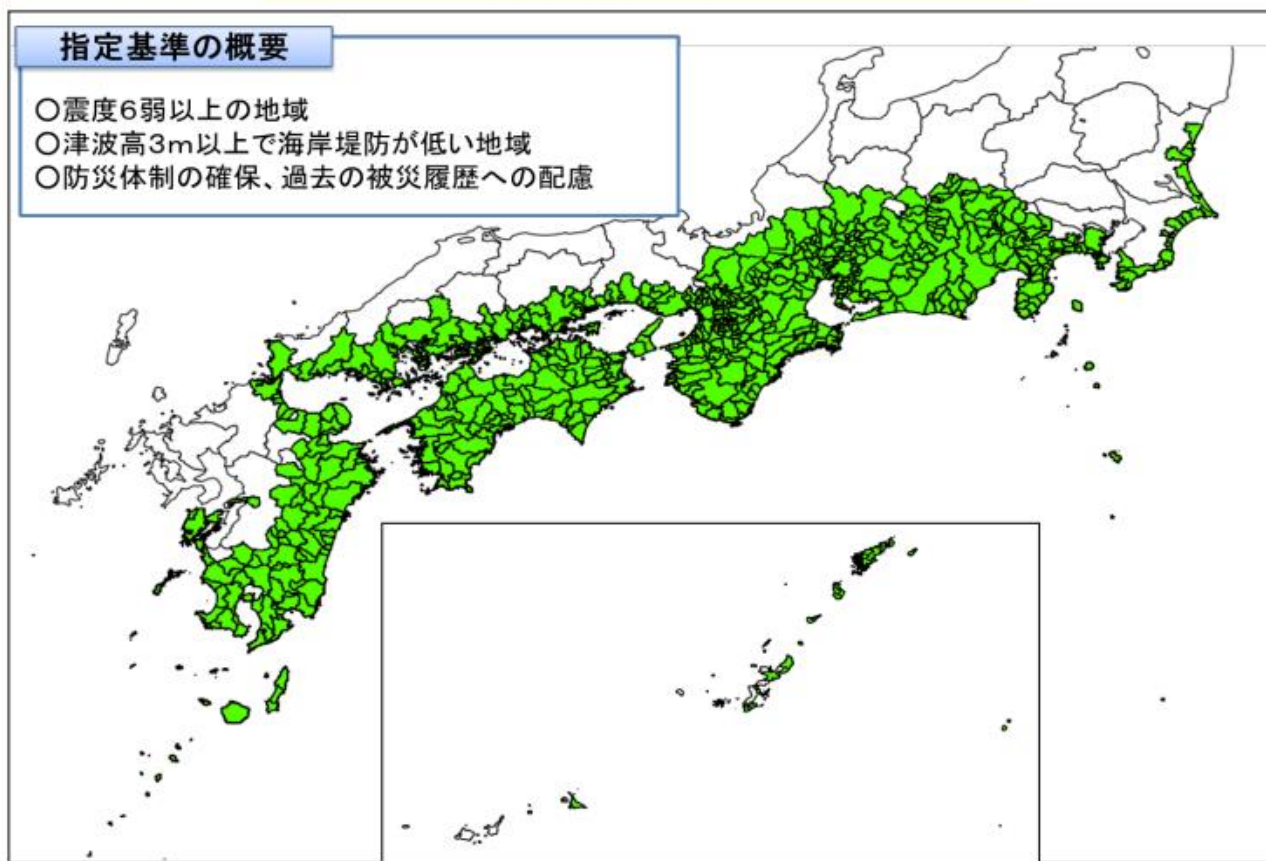 指定基準の概要
○震度6弱以上の地域
○津波高3m以上で海岸堤防が低い地域
○防災体制の確保、過去の被災履歴への配慮